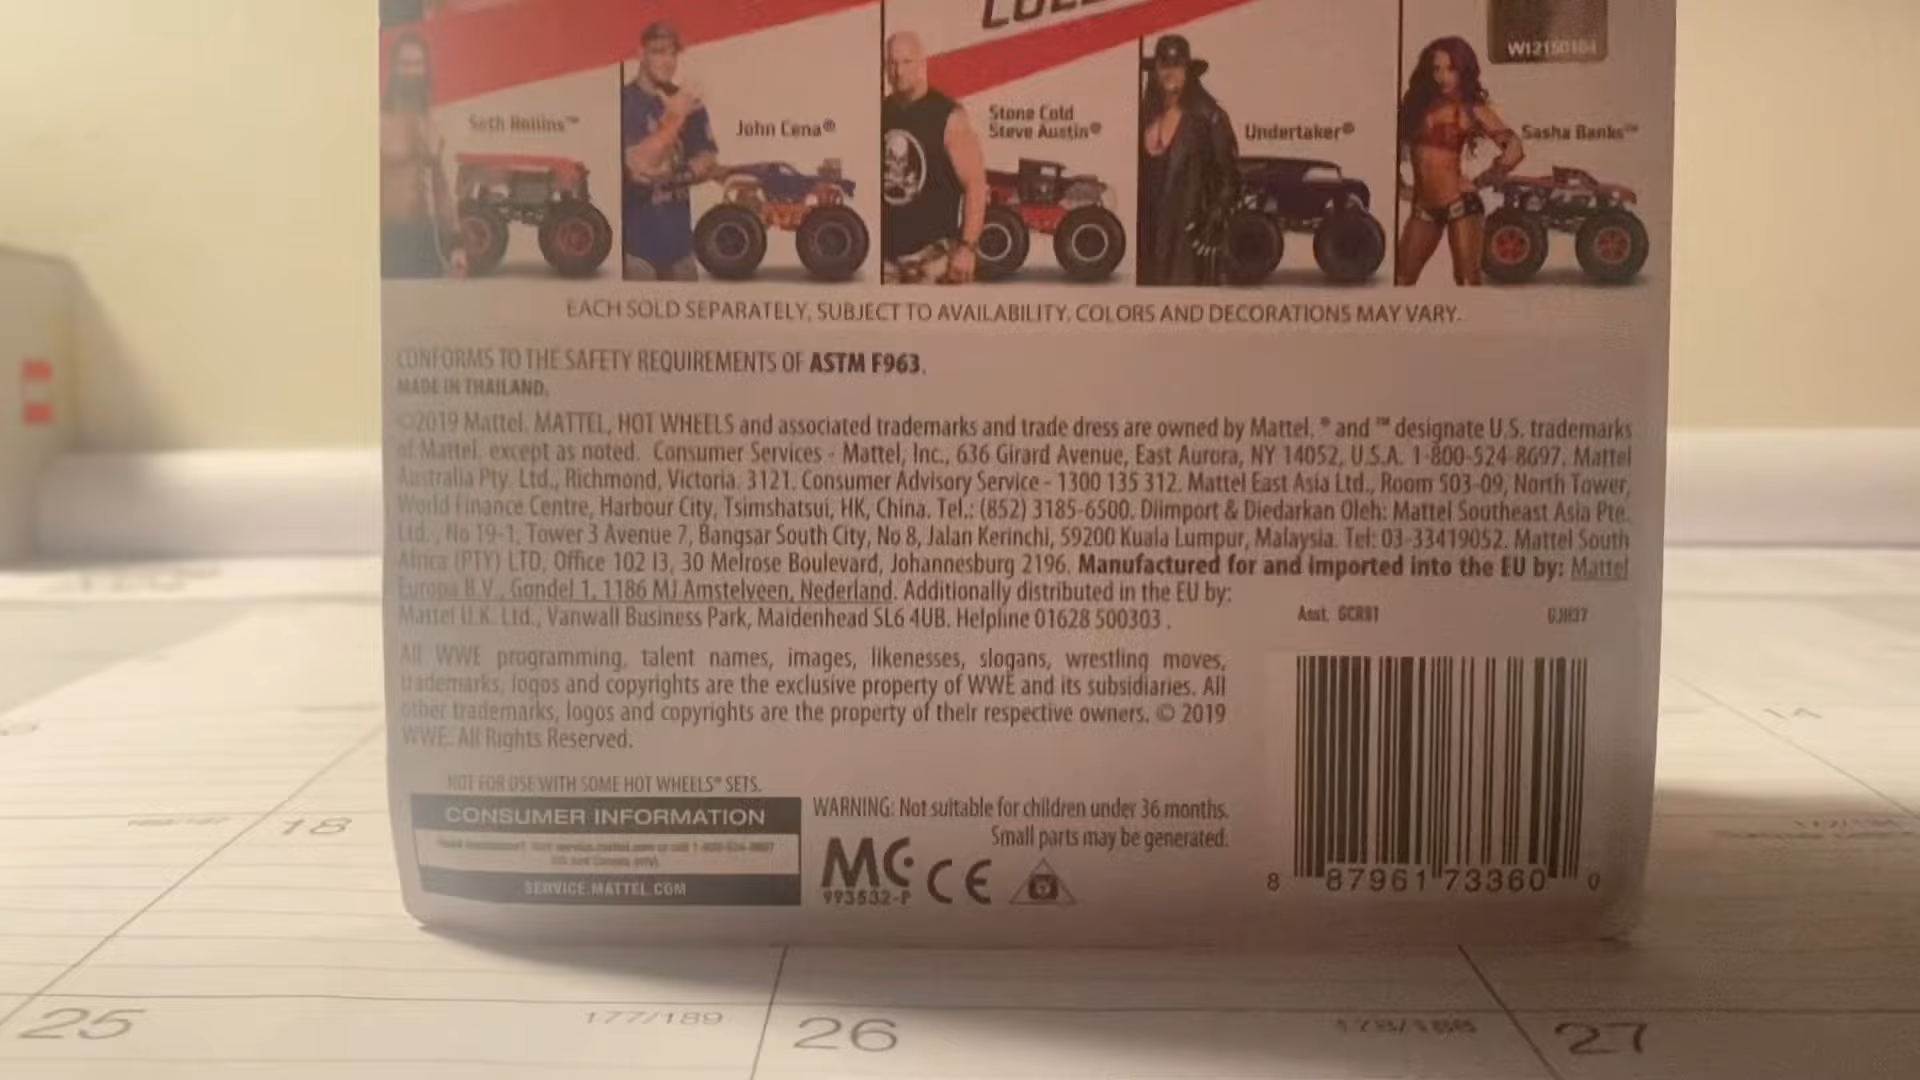 WI2150184
Seth Rollins™
John Cena®
Stone Cold
Steve Austin®
Undertaker®
Sasha Banks™
EACH SOLD SEPARATELY, SUBJECT TO AVAILABILITY, COLORS AND DECORATIONS MAY VARY.
CONFORMS TO THE SAFETY REQUIREMENTS OF ASTM F963.
MADE IN THAILAND.
©2019 Mattel. MATTEL, HOT WHEELS and associated trademarks and trade dress are owned by Mattel. ® and ™ designate U.S. trademarks
of Mattel, except as noted. Consumer Services - Mattel, Inc., 636 Girard Avenue, East Aurora, NY 14052, U.S.A. 1-800-524-8697. Mattel
Australia Pty. Ltd., Richmond, Victoria. 3121. Consumer Advisory Service - 1300 135 312. Mattel East Asia Ltd., Room 503-09, North Tower,
World Finance Centre, Harbour City, Tsimshatsui, HK, China. Tel.: (852) 3185-6500. Diimport & Diedarkan Oleh: Mattel Southeast Asia Pte.
Ltd., No 19-1, Tower 3 Avenue 7, Bangsar South City, No 8, Jalan Kerinchi, 59200 Kuala Lumpur, Malaysia. Tel: 03-33419052. Mattel South
Africa (PTY) LTD, Office 102 I3, 30 Melrose Boulevard, Johannesburg 2196. Manufactured for and imported into the EU by: Mattel
Europa B.V., Gondel 1, 1186 MJ Amstelveen, Nederland. Additionally distributed in the EU by:
Mattel U.K. Ltd., Vanwall Business Park, Maidenhead SL6 4UB. Helpline 01628 500303.
Asst. GCR91
GJH37
All WWE programming, talent names, images, likenesses, slogans, wrestling moves,
trademarks, logos and copyrights are the exclusive property of WWE and its subsidiaries. All
other trademarks, logos and copyrights are the property of their respective owners. © 2019
WWE. All Rights Reserved.
NOT FOR USE WITH SOME HOT WHEELS® SETS.
CONSUMER INFORMATION
SERVICE.MATTEL.COM
WARNING: Not suitable for children under 36 months.
Small parts may be generated.
MC
993532-P
CE
8 87961 73360 0
18
14
25
177/189
26
27